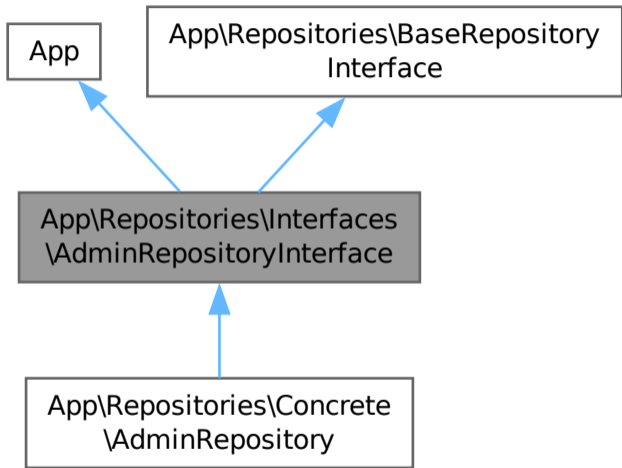 App
App\Repositories\BaseRepository
Interface
App\Repositories\Interfaces
\AdminRepositoryInterface
App\Repositories\Concrete
\AdminRepository